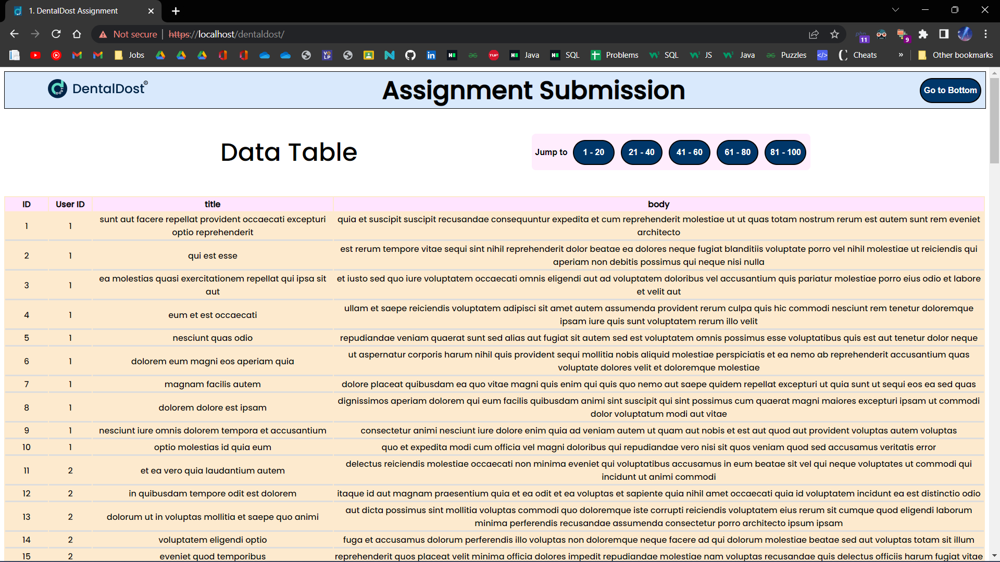 1. DentalDost Assignment
Not secure | https://localhost/dentaldost/
php 11 9
Jobs VOLP TUF Java SQL Problems SQL JS Java Puzzles Cheats » Other bookmarks
DentalDost® Assignment Submission Go to Bottom
Data Table Jump to 1 - 20 21 - 40 41 - 60 61 - 80 81 - 100
ID User ID title body
1 1 sunt aut facere repellat provident occaecati excepturi optio reprehenderit quia et suscipit suscipit recusandae consequuntur expedita et cum reprehenderit molestiae ut ut quas totam nostrum rerum est autem sunt rem eveniet architecto
2 1 qui est esse est rerum tempore vitae sequi sint nihil reprehenderit dolor beatae ea dolores neque fugiat blanditiis voluptate porro vel nihil molestiae ut reiciendis qui aperiam non debitis possimus qui neque nisi nulla
3 1 ea molestias quasi exercitationem repellat qui ipsa sit aut et iusto sed quo iure voluptatem occaecati omnis eligendi aut ad voluptatem doloribus vel accusantium quis pariatur molestiae porro eius odio et labore et velit aut
4 1 eum et est occaecati ullam et saepe reiciendis voluptatem adipisci sit amet autem assumenda provident rerum culpa quis hic commodi nesciunt rem tenetur doloremque ipsam iure quis sunt voluptatem rerum illo velit
5 1 nesciunt quas odio repudiandae veniam quaerat sunt sed alias aut fugiat sit autem sed est voluptatem omnis possimus esse voluptatibus quis est aut tenetur dolor neque
6 1 dolorem eum magni eos aperiam quia ut aspernatur corporis harum nihil quis provident sequi mollitia nobis aliquid molestiae perspiciatis et ea nemo ab reprehenderit accusantium quas voluptate dolores velit et doloremque molestiae
7 1 magnam facilis autem dolore placeat quibusdam ea quo vitae magni quis enim qui quis quo nemo aut saepe quidem repellat excepturi ut quia sunt ut sequi eos ea sed quas
8 1 dolorem dolore est ipsam dignissimos aperiam dolorem qui eum facilis quibusdam animi sint suscipit qui sint possimus cum quaerat magni maiores excepturi ipsam ut commodi dolor voluptatum modi aut vitae
9 1 nesciunt iure omnis dolorem tempora et accusantium consectetur animi nesciunt iure dolore enim quia ad veniam autem ut quam aut nobis et est aut quod aut provident voluptas autem voluptas
10 1 optio molestias id quia eum quo et expedita modi cum officia vel magni doloribus qui repudiandae vero nisi sit quos veniam quod sed accusamus veritatis error
11 2 et ea vero quia laudantium autem delectus reiciendis molestiae occaecati non minima eveniet qui voluptatibus accusamus in eum beatae sit vel qui neque voluptates ut commodi qui incidunt ut animi commodi
12 2 in quibusdam tempore odit est dolorem itaque id aut magnam praesentium quia et ea odit et ea voluptas et sapiente quia nihil amet occaecati quia id voluptatem incidunt ea est distinctio odio
13 2 dolorum ut in voluptas mollitia et saepe quo animi aut dicta possimus sint mollitia voluptas commodi quo doloremque iste corrupti reiciendis voluptatem eius rerum sit cumque quod eligendi laborum minima perferendis recusandae assumenda consectetur porro architecto ipsum ipsam
14 2 voluptatem eligendi optio fuga et accusamus dolorum perferendis illo voluptas non doloremque neque facere ad qui dolorum molestiae beatae sed aut voluptas totam sit illum
15 2 eveniet quod temporibus reprehenderit quos placeat velit minima officia dolores impedit repudiandae molestiae nam voluptas recusandae quis delectus officiis harum fugiat vitae